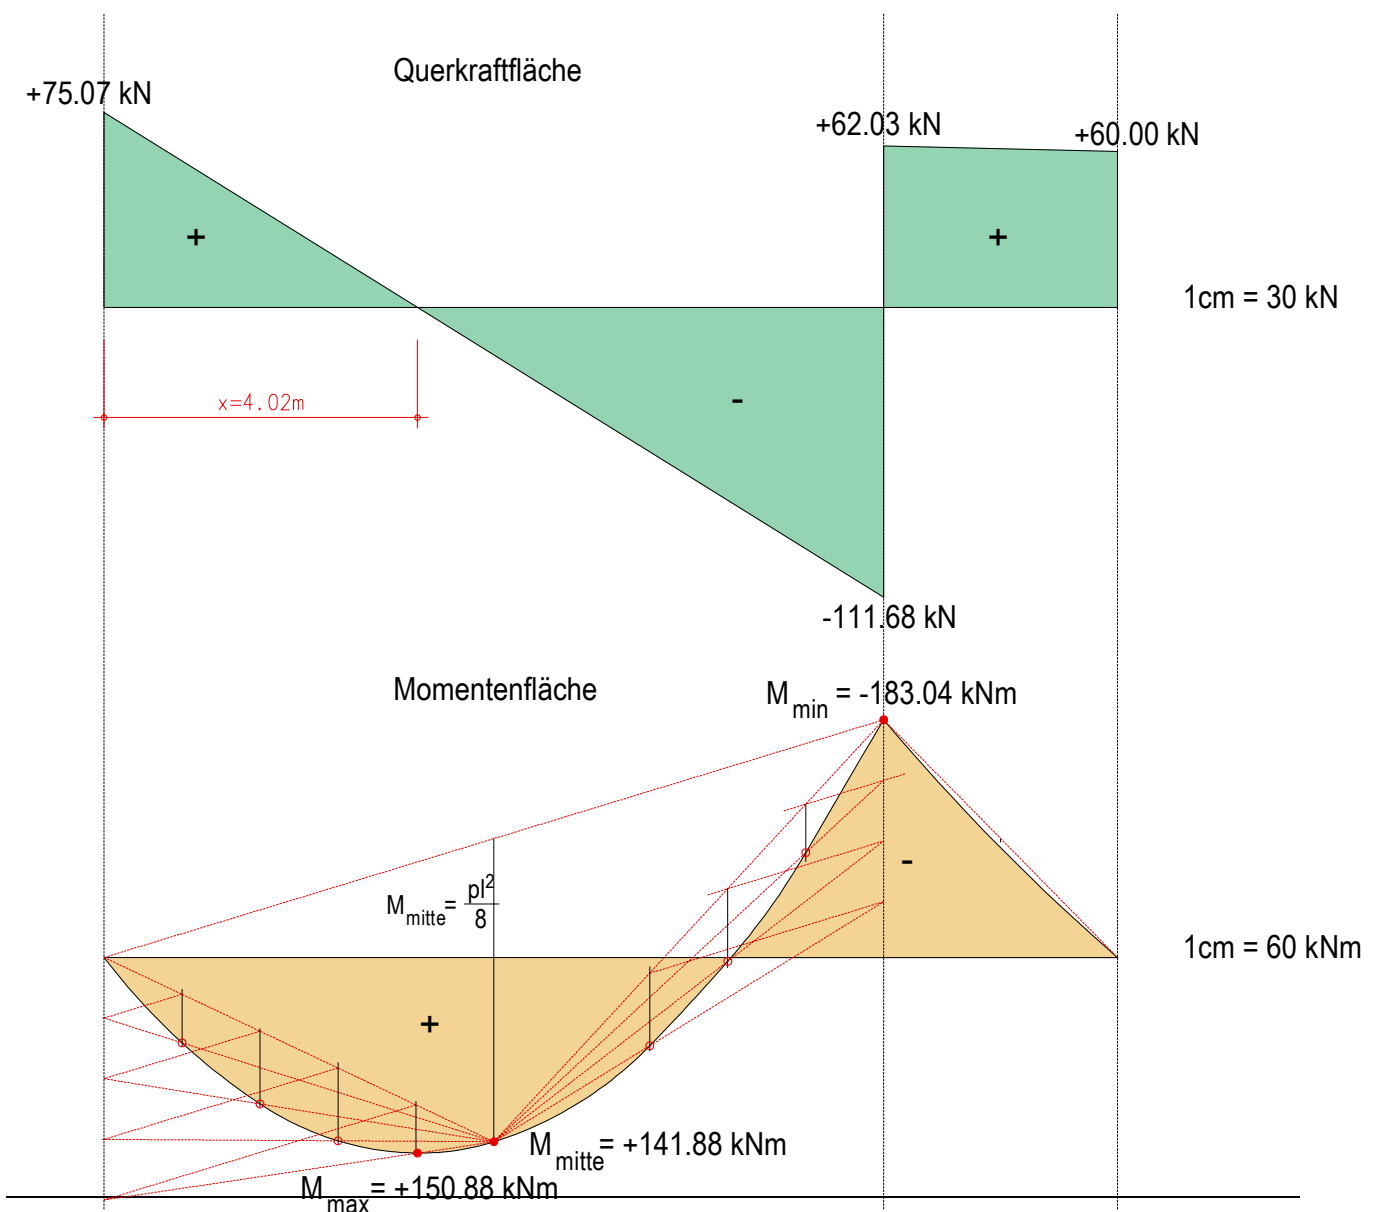 Querkraftfläche
+75.07 kN
+62.03 kN
+60.00 kN
+
+
1cm = 30 kN
x=4.02m
-
-111.68 kN
Momentenfläche
M min = -183.04 kNm
-
M mitte = pl²/8
1cm = 60 kNm
+
M mitte = +141.88 kNm
M max = +150.88 kNm